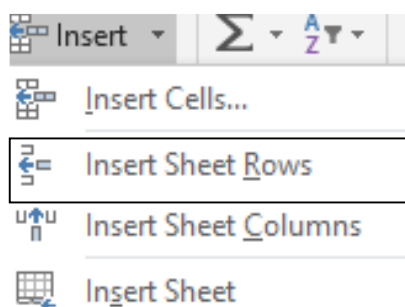 Insert
Insert Cells...
Insert Sheet Rows
Insert Sheet Columns
Insert Sheet